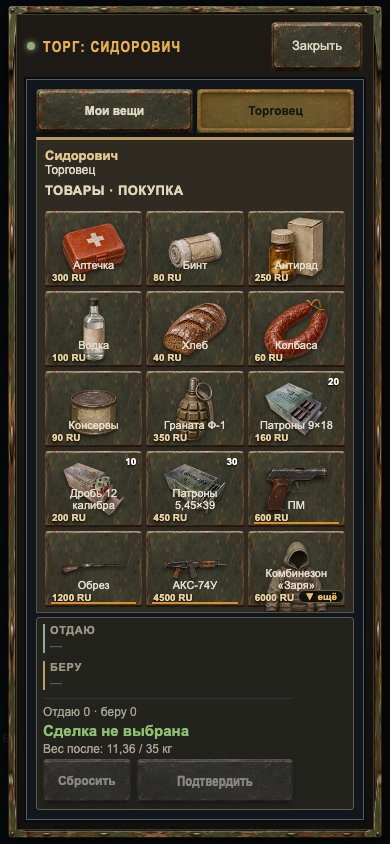 ТОРГ: СИДОРОВИЧ
Закрыть
Мои вещи
Торговец
Сидорович
Торговец
ТОВАРЫ · ПОКУПКА
Аптечка
300 RU
Бинт
80 RU
Антирад
250 RU
Водка
100 RU
Хлеб
40 RU
Колбаса
60 RU
Консервы
90 RU
Граната Ф-1
350 RU
20
Патроны 9×18
160 RU
10
Дробь 12
калибра
200 RU
30
Патроны
5,45×39
450 RU
ПМ
600 RU
Обрез
1200 RU
АКС-74У
4500 RU
Комбинезон
«Заря»
6000 RU
▼ ещё
ОТДАЮ
—
БЕРУ
—
Отдаю 0 · беру 0
Сделка не выбрана
Вес после: 11,36 / 35 кг
Сбросить
Подтвердить